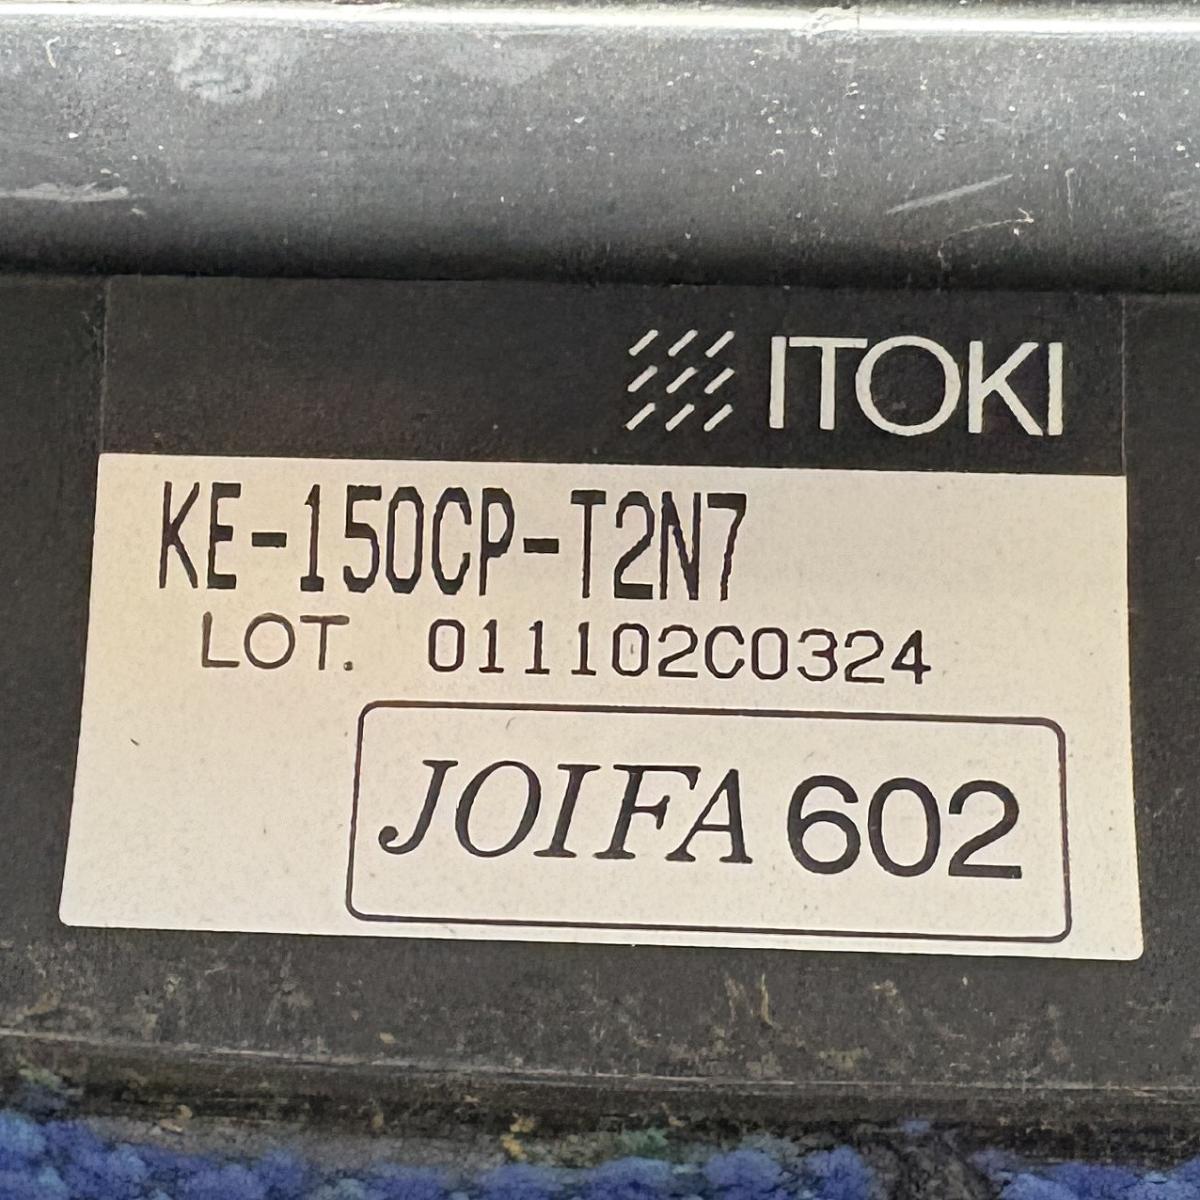 ITOKI
KE-150CP-T2N7
LOT. 011102C0324
JOIFA 602